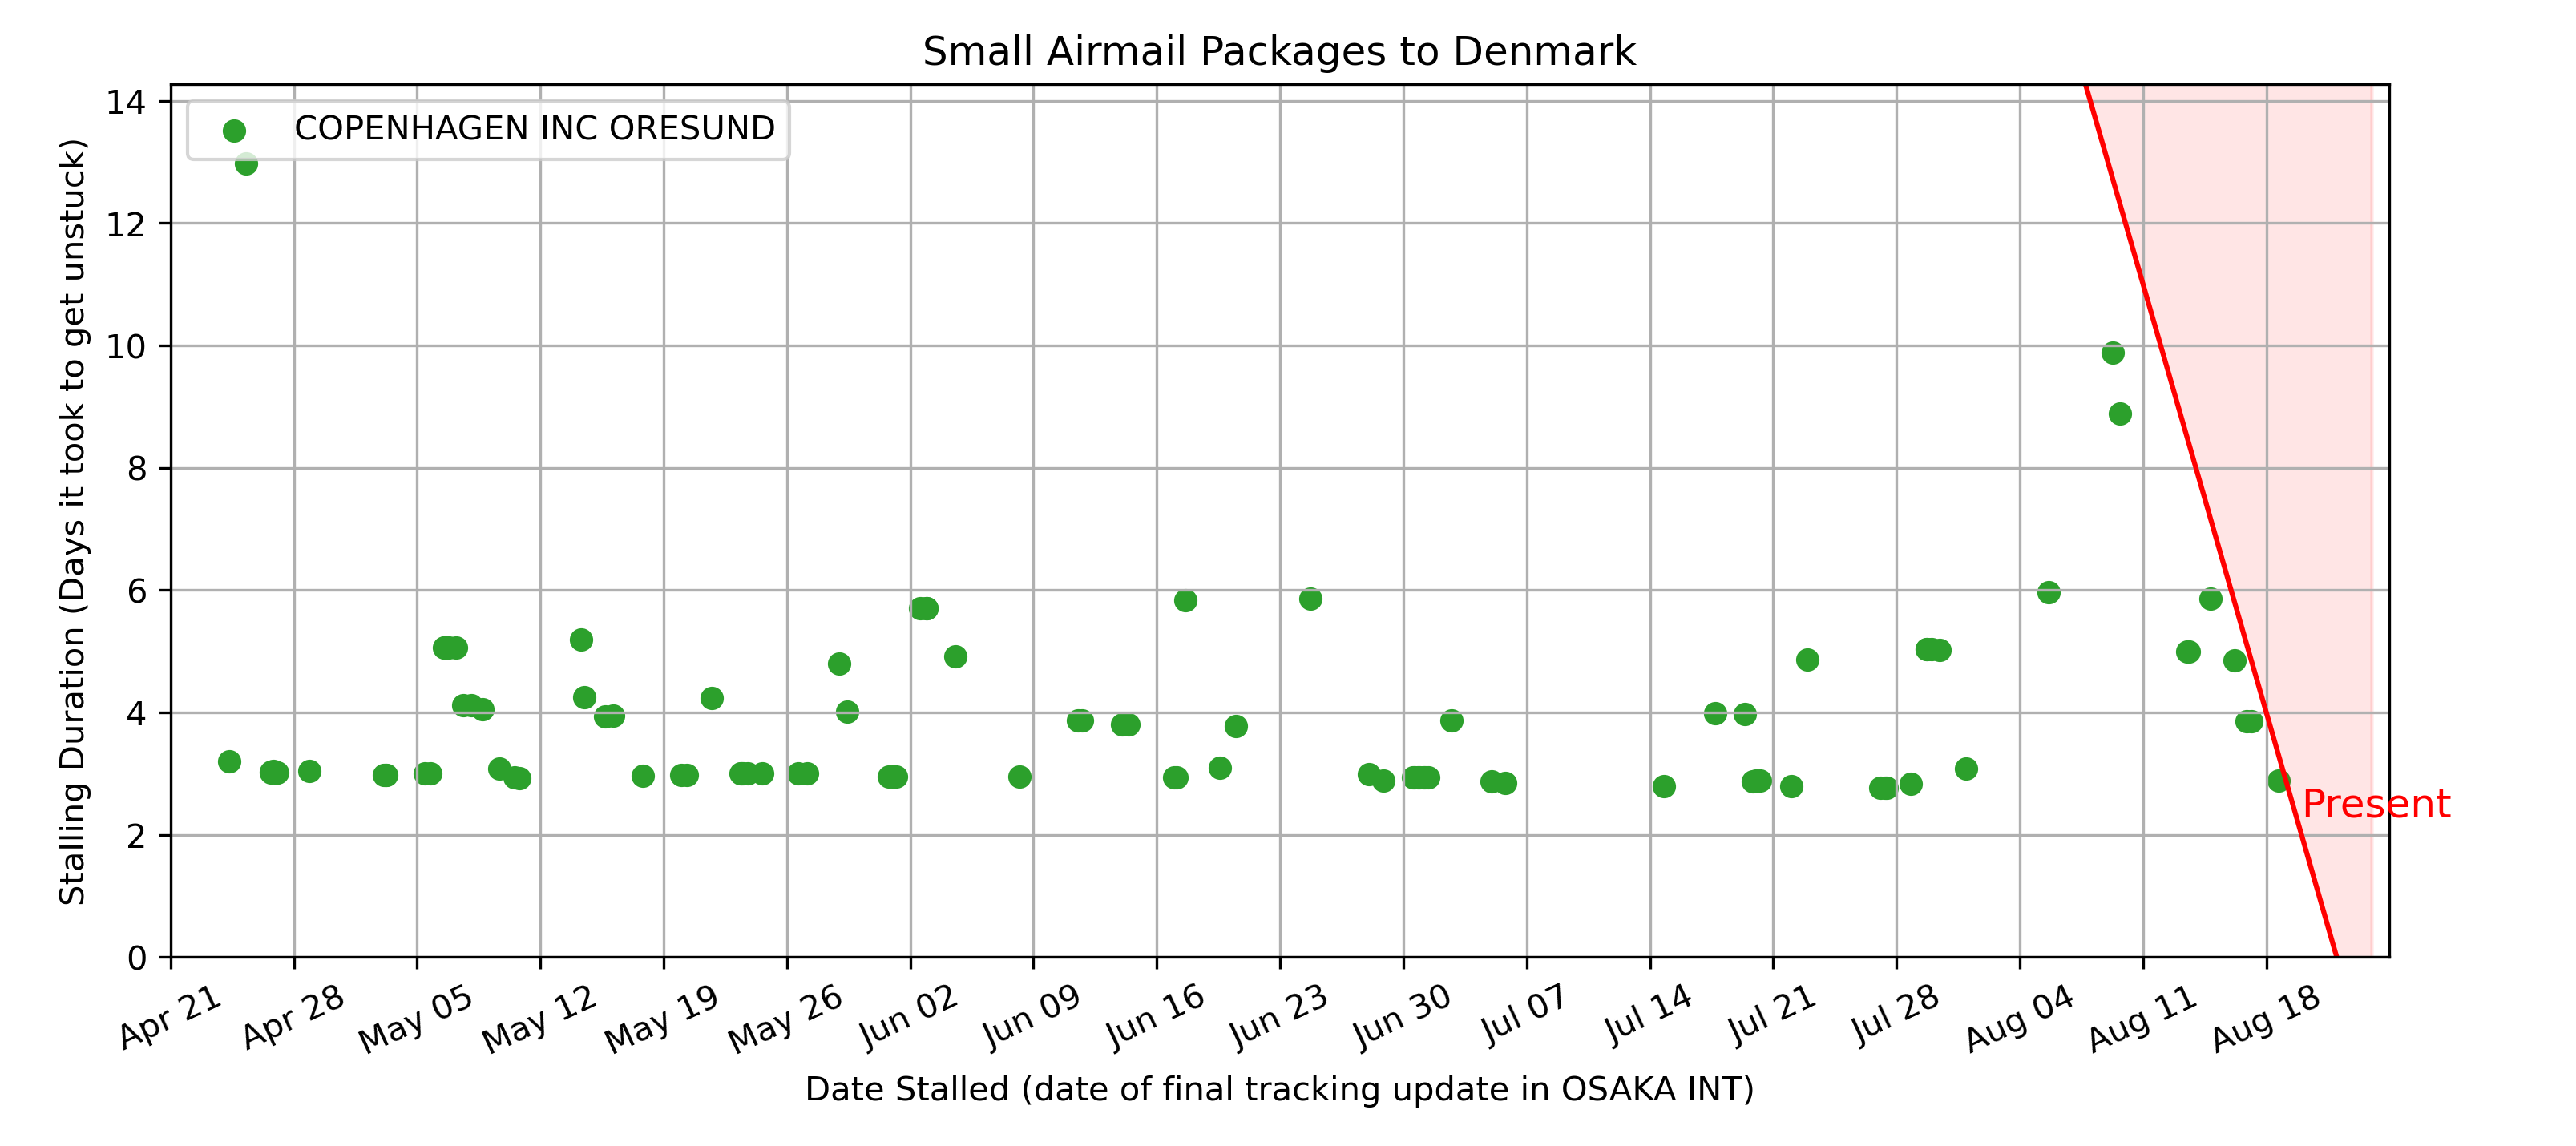 Small Airmail Packages to Denmark
COPENHAGEN INC ORESUND
Stalling Duration (Days it took to get unstuck)
14
12
10
8
6
4
2
0
Present
Apr 21
Apr 28
May 05
May 12
May 19
May 26
Jun 02
Jun 09
Jun 16
Jun 23
Jun 30
Jul 07
Jul 14
Jul 21
Jul 28
Aug 04
Aug 11
Aug 18
Date Stalled (date of final tracking update in OSAKA INT)